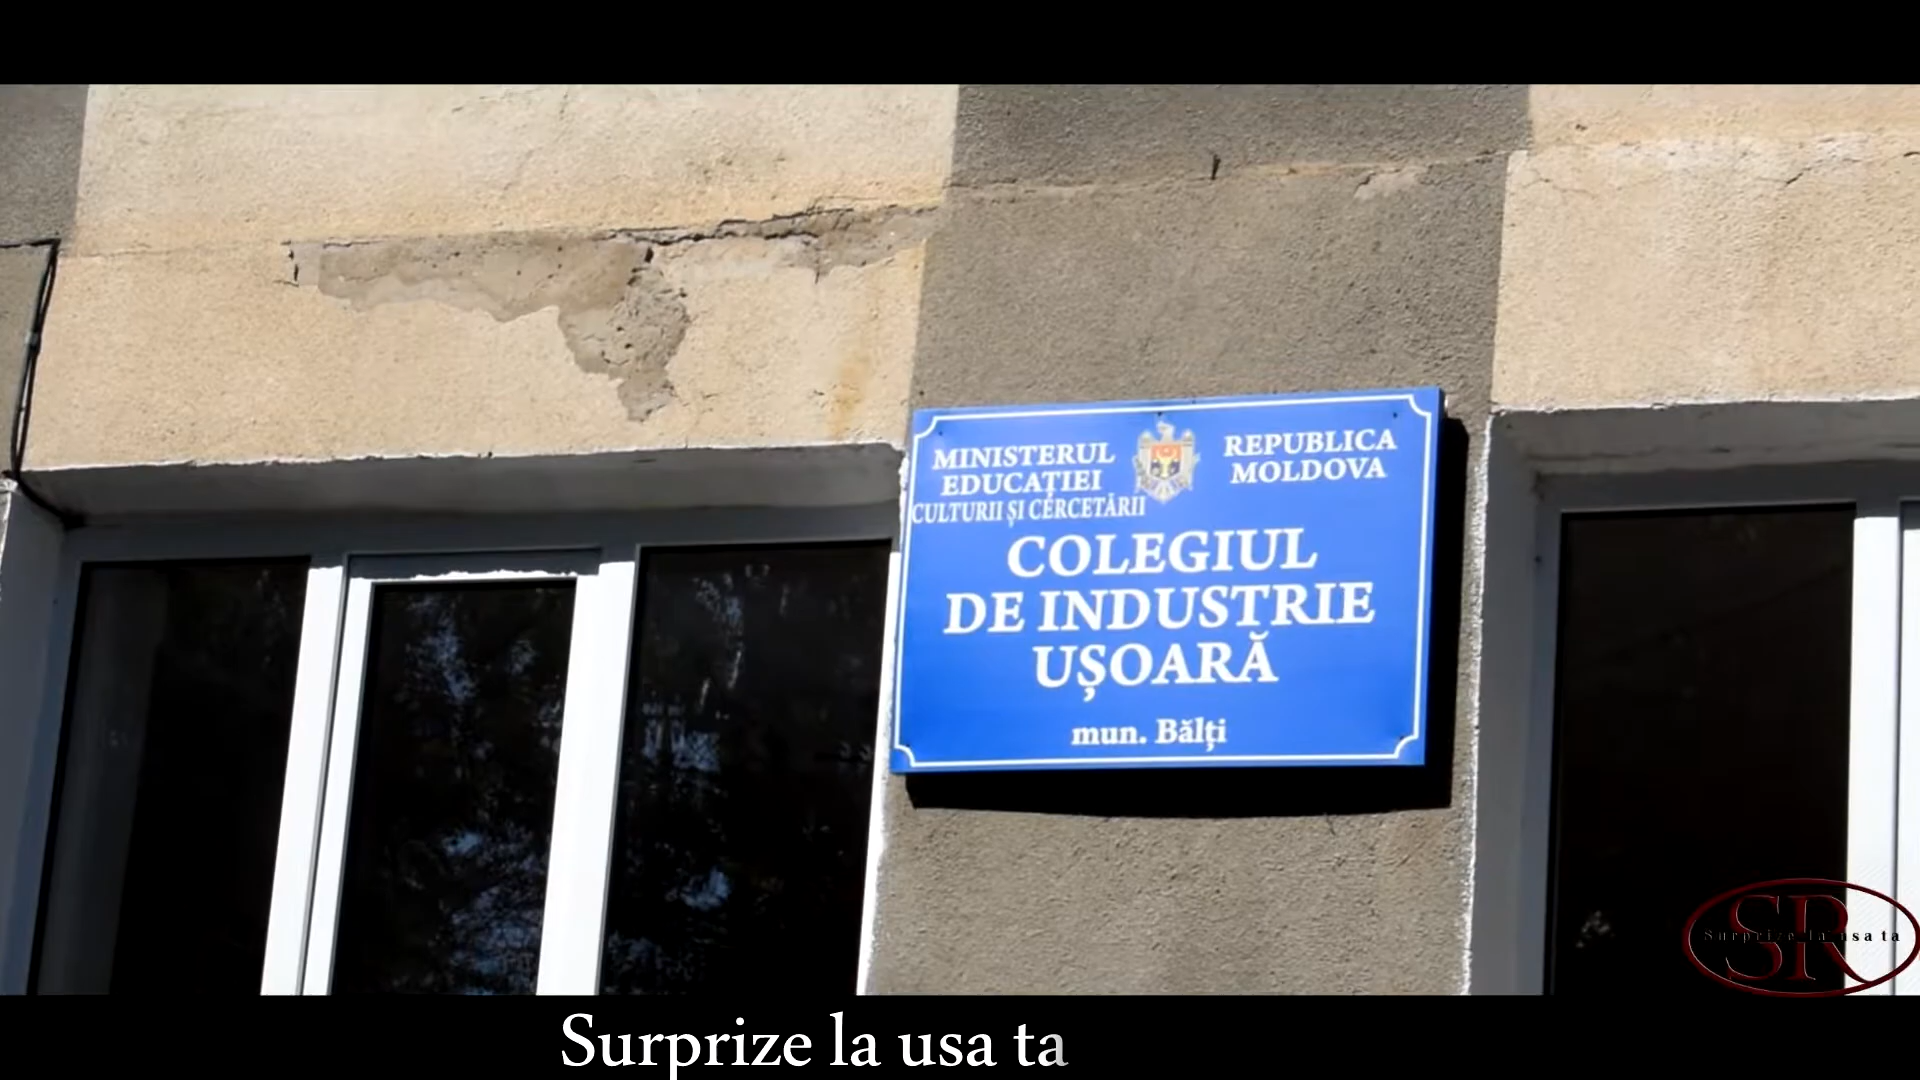 MINISTERUL
EDUCAȚIEI
CULTURII ȘI CERCETĂRII
REPUBLICA
MOLDOVA
COLEGIUL
DE INDUSTRIE
UȘOARĂ
mun. Bălți
SR
Surprize la usa ta
Surprize la usa ta